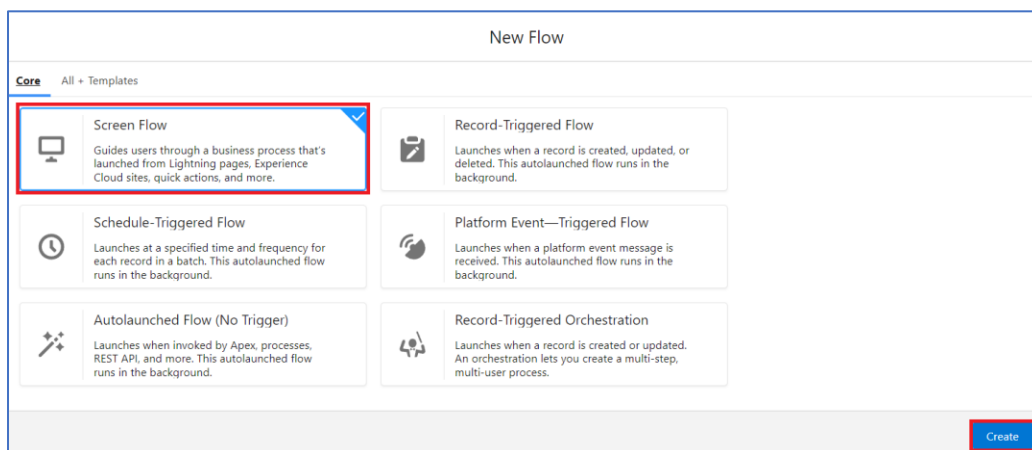 New Flow
Core All + Templates
Screen Flow
Guides users through a business process that's
launched from Lightning pages, Experience
Cloud sites, quick actions, and more.
Record-Triggered Flow
Launches when a record is created, updated, or
deleted. This autolaunched flow runs in the
background.
Schedule-Triggered Flow
Launches at a specified time and frequency for
each record in a batch. This autolaunched flow
runs in the background.
Platform Event—Triggered Flow
Launches when a platform event message is
received. This autolaunched flow runs in the
background.
Autolaunched Flow (No Trigger)
Launches when invoked by Apex, processes,
REST API, and more. This autolaunched flow
runs in the background.
Record-Triggered Orchestration
Launches when a record is created or updated.
An orchestration lets you create a multi-step,
multi-user process.
Create